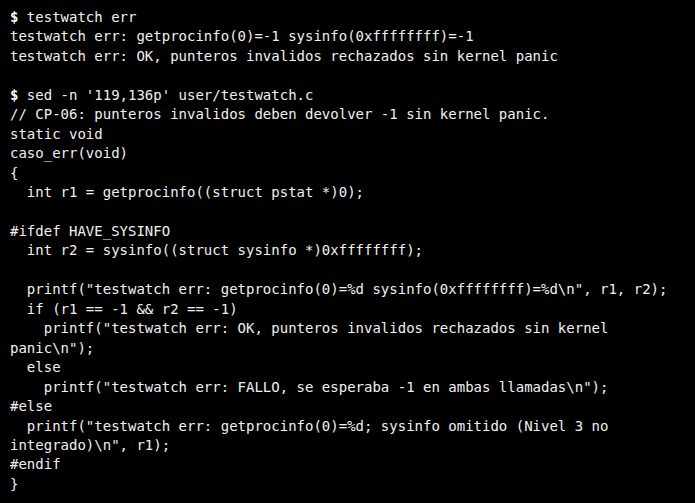 $ testwatch err
testwatch err: getprocinfo(0)=-1 sysinfo(0xffffffff)=-1
testwatch err: OK, punteros invalidos rechazados sin kernel panic
$ sed -n '119,136p' user/testwatch.c
// CP-06: punteros invalidos deben devolver -1 sin kernel panic.
static void
caso_err(void)
{
  int r1 = getprocinfo((struct pstat *)0);
#ifdef HAVE_SYSINFO
  int r2 = sysinfo((struct sysinfo *)0xffffffff);
  printf("testwatch err: getprocinfo(0)=%d sysinfo(0xffffffff)=%d\n", r1, r2);
  if (r1 == -1 && r2 == -1)
    printf("testwatch err: OK, punteros invalidos rechazados sin kernel
panic\n");
  else
    printf("testwatch err: FALLO, se esperaba -1 en ambas llamadas\n");
#else
  printf("testwatch err: getprocinfo(0)=%d; sysinfo omitido (Nivel 3 no
integrado)\n", r1);
#endif
}